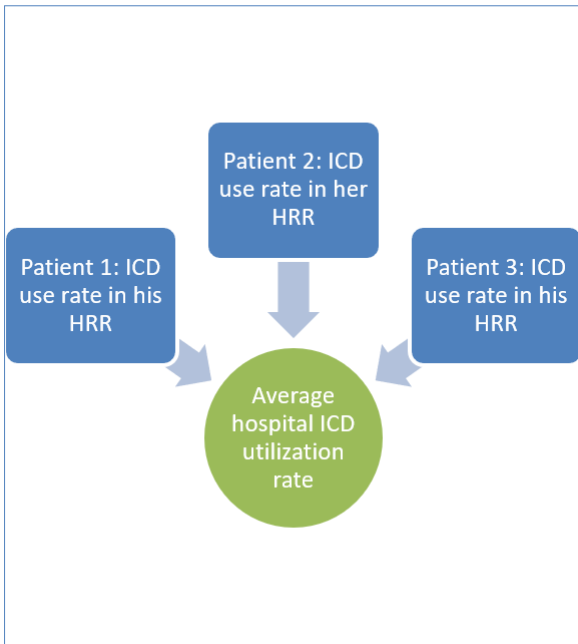 Patient 2: ICD
use rate in her
HRR
Patient 1: ICD
use rate in his
HRR
Patient 3: ICD
use rate in his
HRR
Average
hospital ICD
utilization
rate